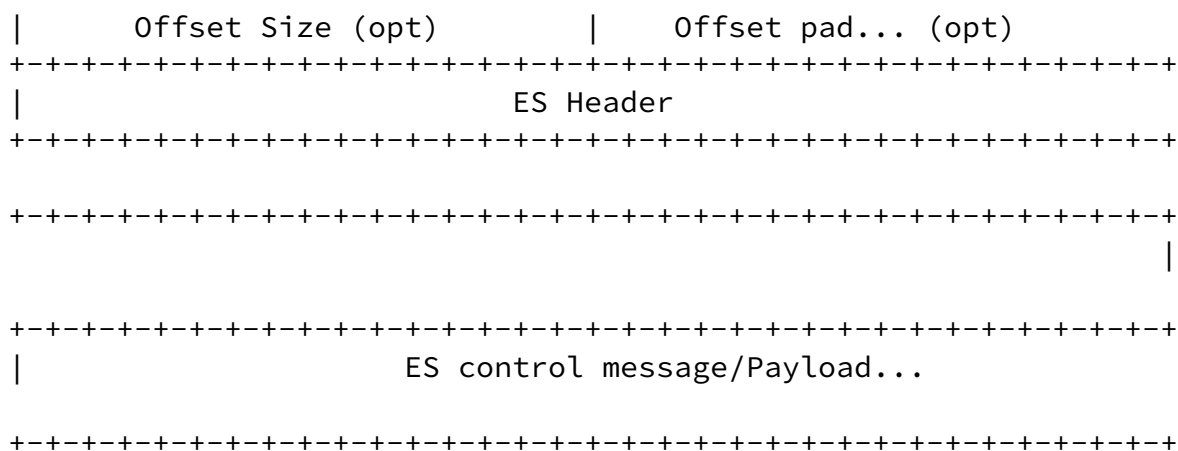 |      Offset Size (opt)        |    Offset pad... (opt)
+-+-+-+-+-+-+-+-+-+-+-+-+-+-+-+-+-+-+-+-+-+-+-+-+-+-+-+-+-+-+-+-+
|                           ES Header
+-+-+-+-+-+-+-+-+-+-+-+-+-+-+-+-+-+-+-+-+-+-+-+-+-+-+-+-+-+-+-+-+
+-+-+-+-+-+-+-+-+-+-+-+-+-+-+-+-+-+-+-+-+-+-+-+-+-+-+-+-+-+-+-+-+
                                                                |
+-+-+-+-+-+-+-+-+-+-+-+-+-+-+-+-+-+-+-+-+-+-+-+-+-+-+-+-+-+-+-+-+
|                     ES control message/Payload...
+-+-+-+-+-+-+-+-+-+-+-+-+-+-+-+-+-+-+-+-+-+-+-+-+-+-+-+-+-+-+-+-+